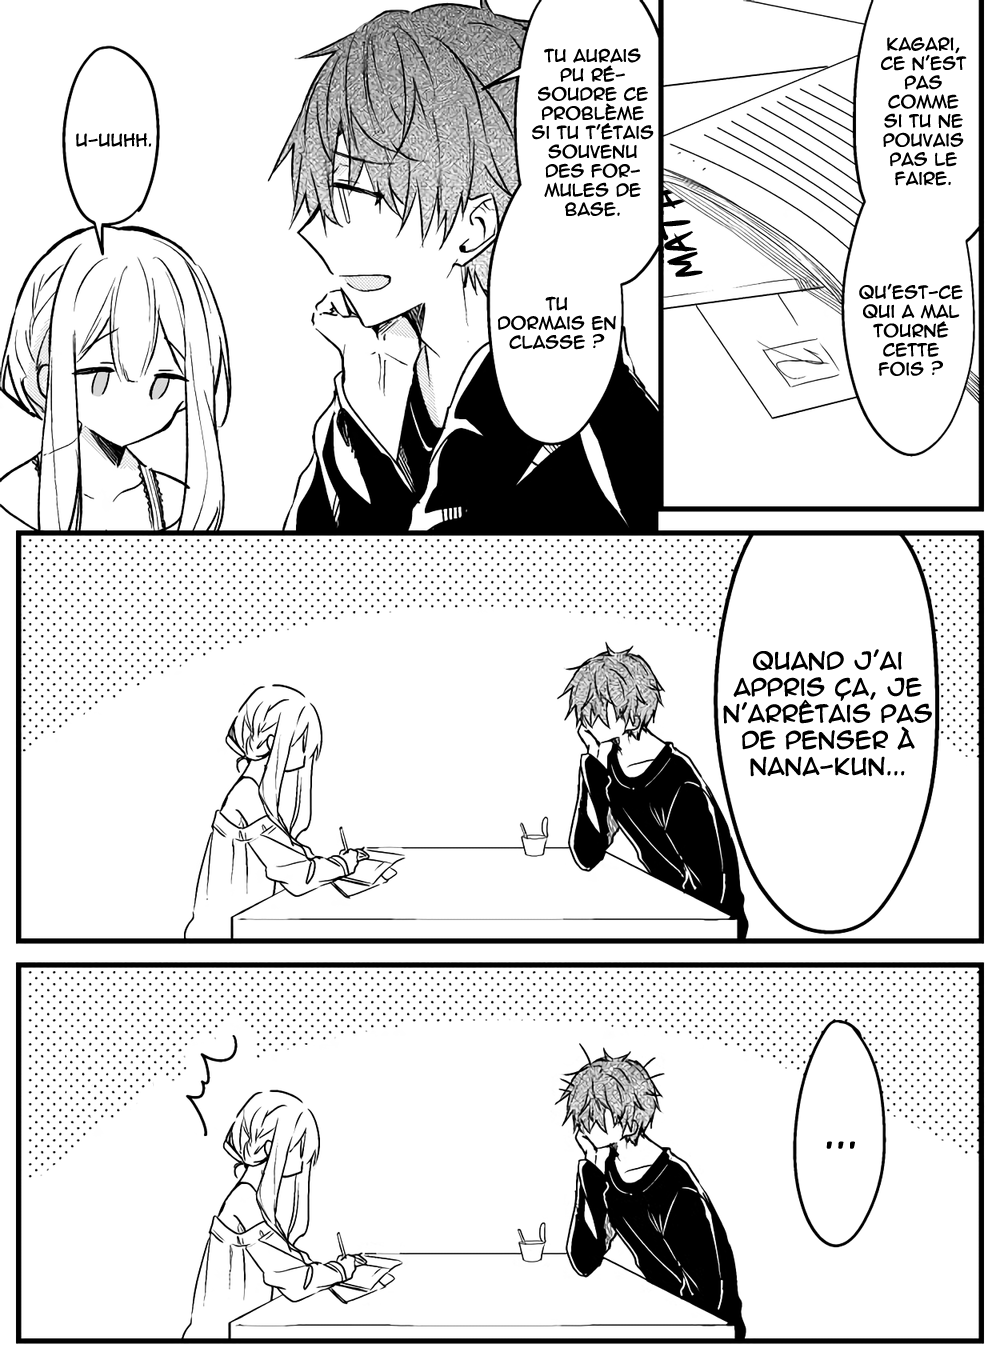 KAGARI,
CE N'EST
PAS
COMME
SI TU NE
POUVAIS
PAS LE
FAIRE.
QU'EST-CE
QUI A MAL
TOURNÉ
CETTE
FOIS ?
MATH
TU AURAIS
PU RÉ-
SOUDRE CE
PROBLÈME
SI TU T'ÉTAIS
SOUVENU
DES FOR-
MULES DE
BASE.
TU
DORMAIS EN
CLASSE ?
U-UUHH.
QUAND J'AI
APPRIS ÇA, JE
N'ARRÊTAIS PAS
DE PENSER À
NANA-KUN...
...